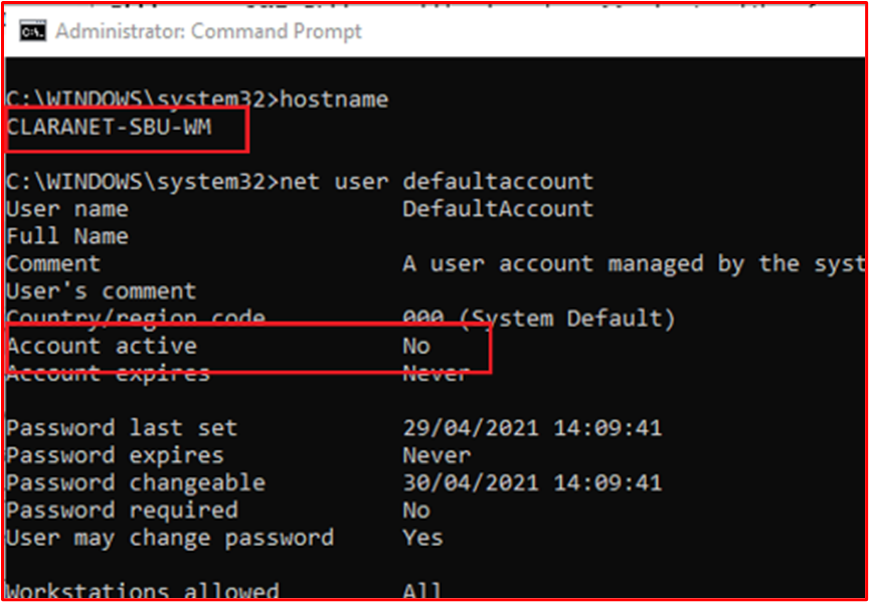 Administrator: Command Prompt
C:\WINDOWS\system32>hostname
CLARANET-SBU-WM
C:\WINDOWS\system32>net user defaultaccount
User name DefaultAccount
Full Name
Comment A user account managed by the syst
User's comment
Country/region code 000 (System Default)
Account active No
Account expires Never
Password last set 29/04/2021 14:09:41
Password expires Never
Password changeable 30/04/2021 14:09:41
Password required No
User may change password Yes
Workstations allowed All